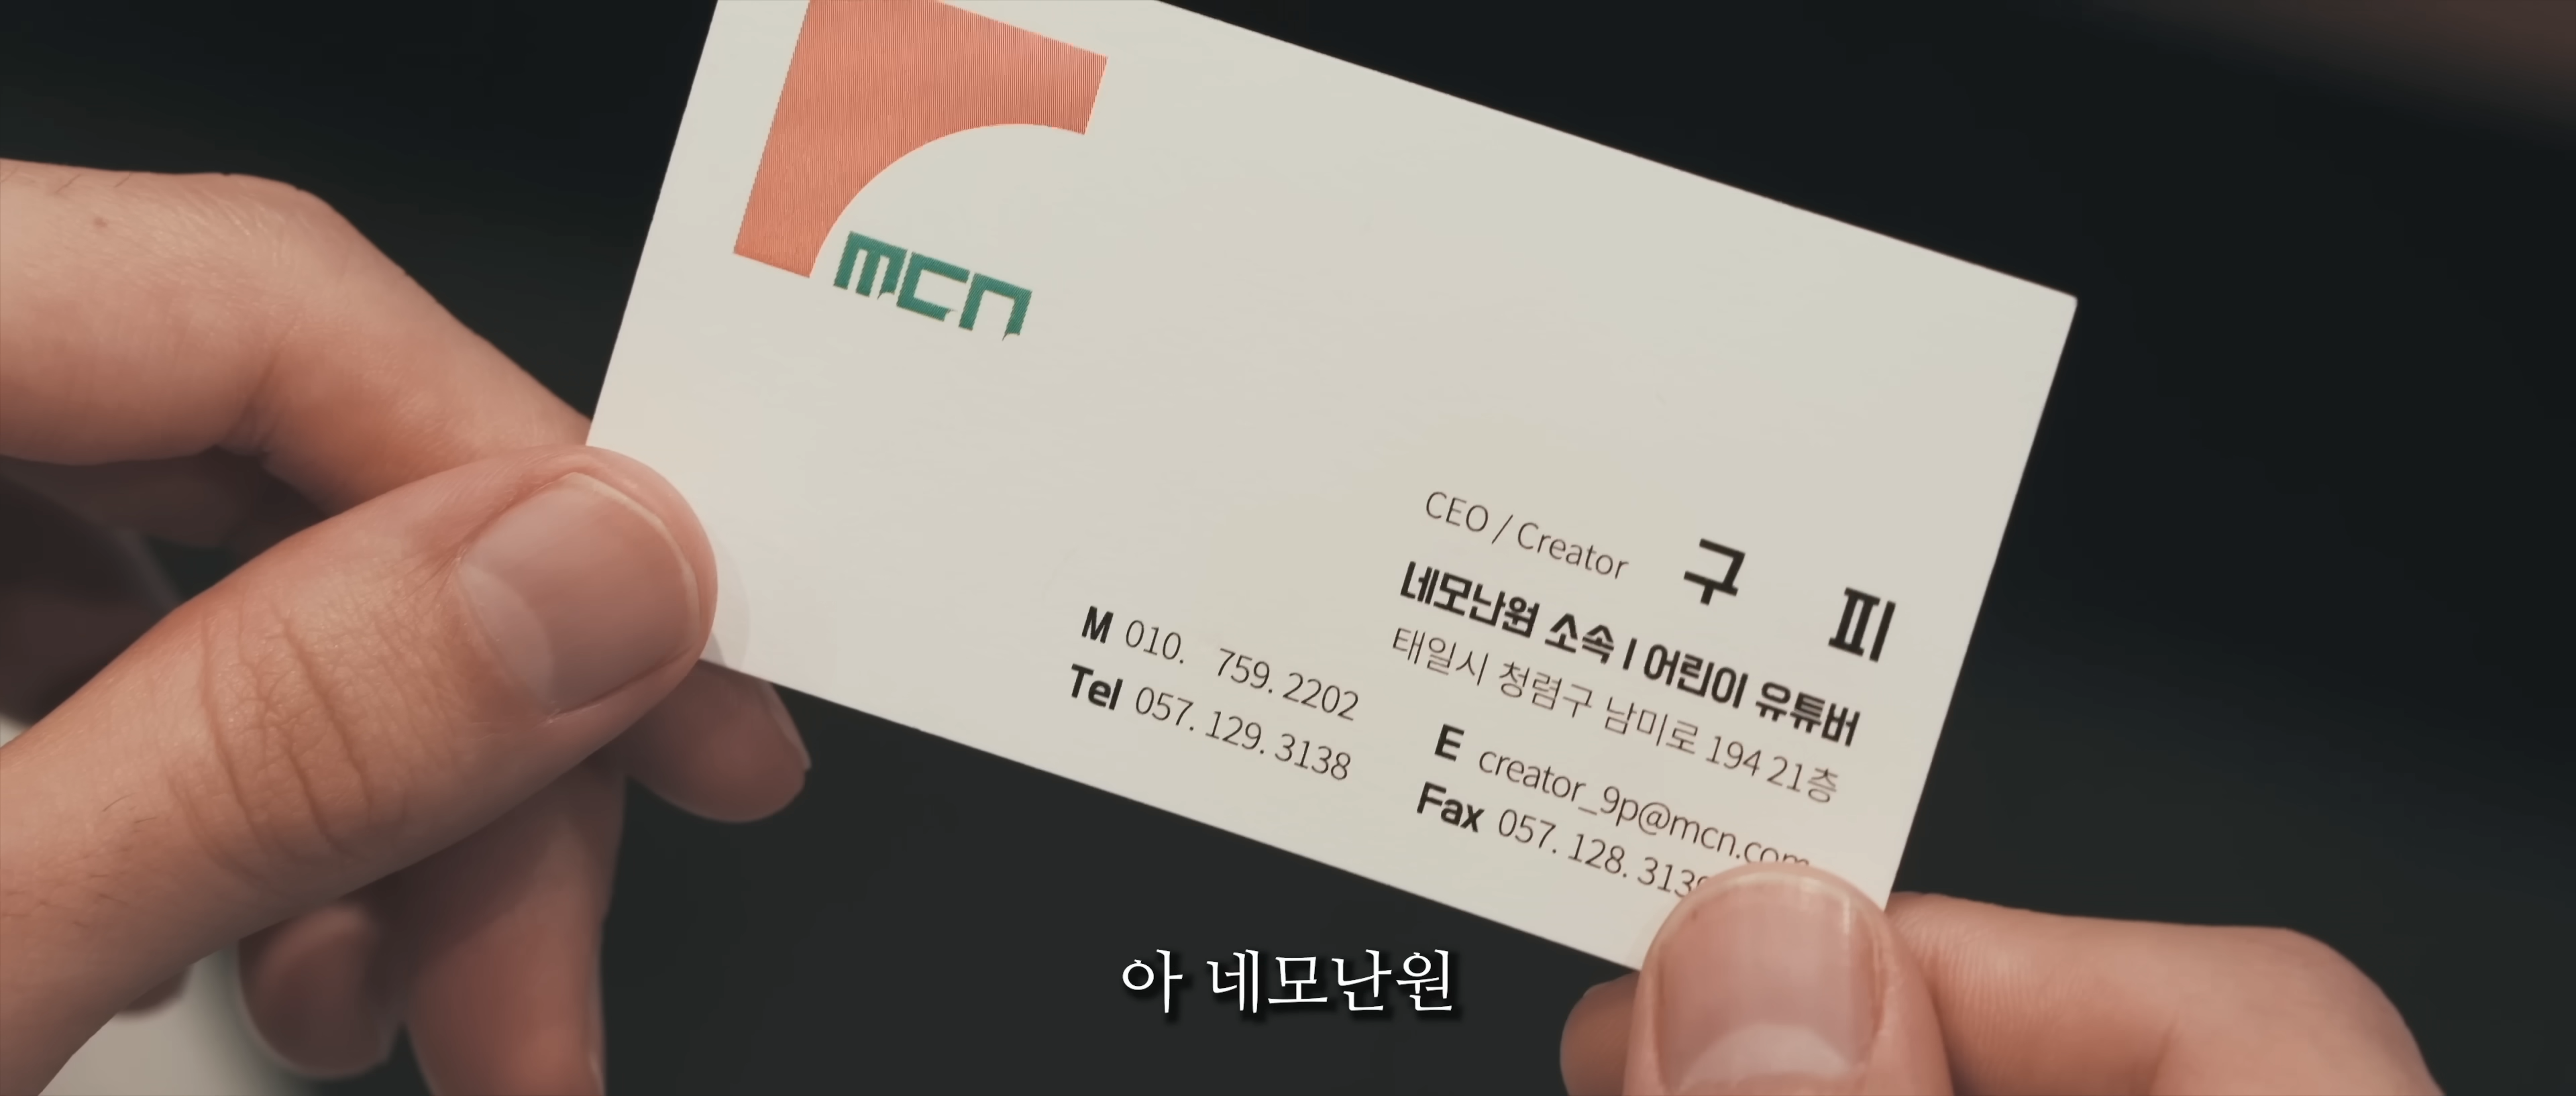 mcn
CEO / Creator 구 피
네모난원 소속 I 어린이 유튜버
태일시 청렴구 남미로 194 21층
M 010. 759. 2202
E creator_9p@mcn.com
Tel 057. 129. 3138
Fax 057. 128. 313
아 네모난원